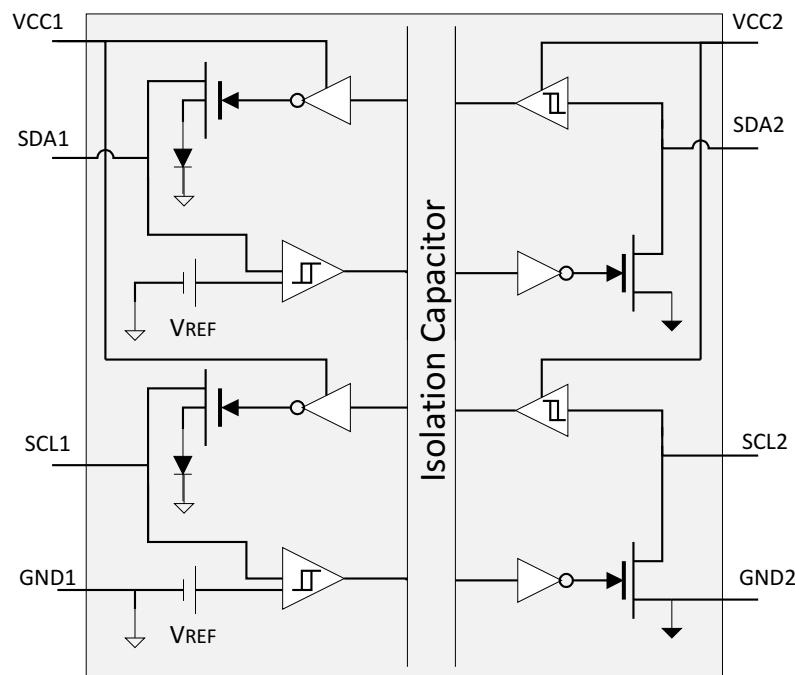 VCC1
VCC2
SDA1
SDA2
VREF
Isolation Capacitor
SCL1
SCL2
GND1
GND2
VREF